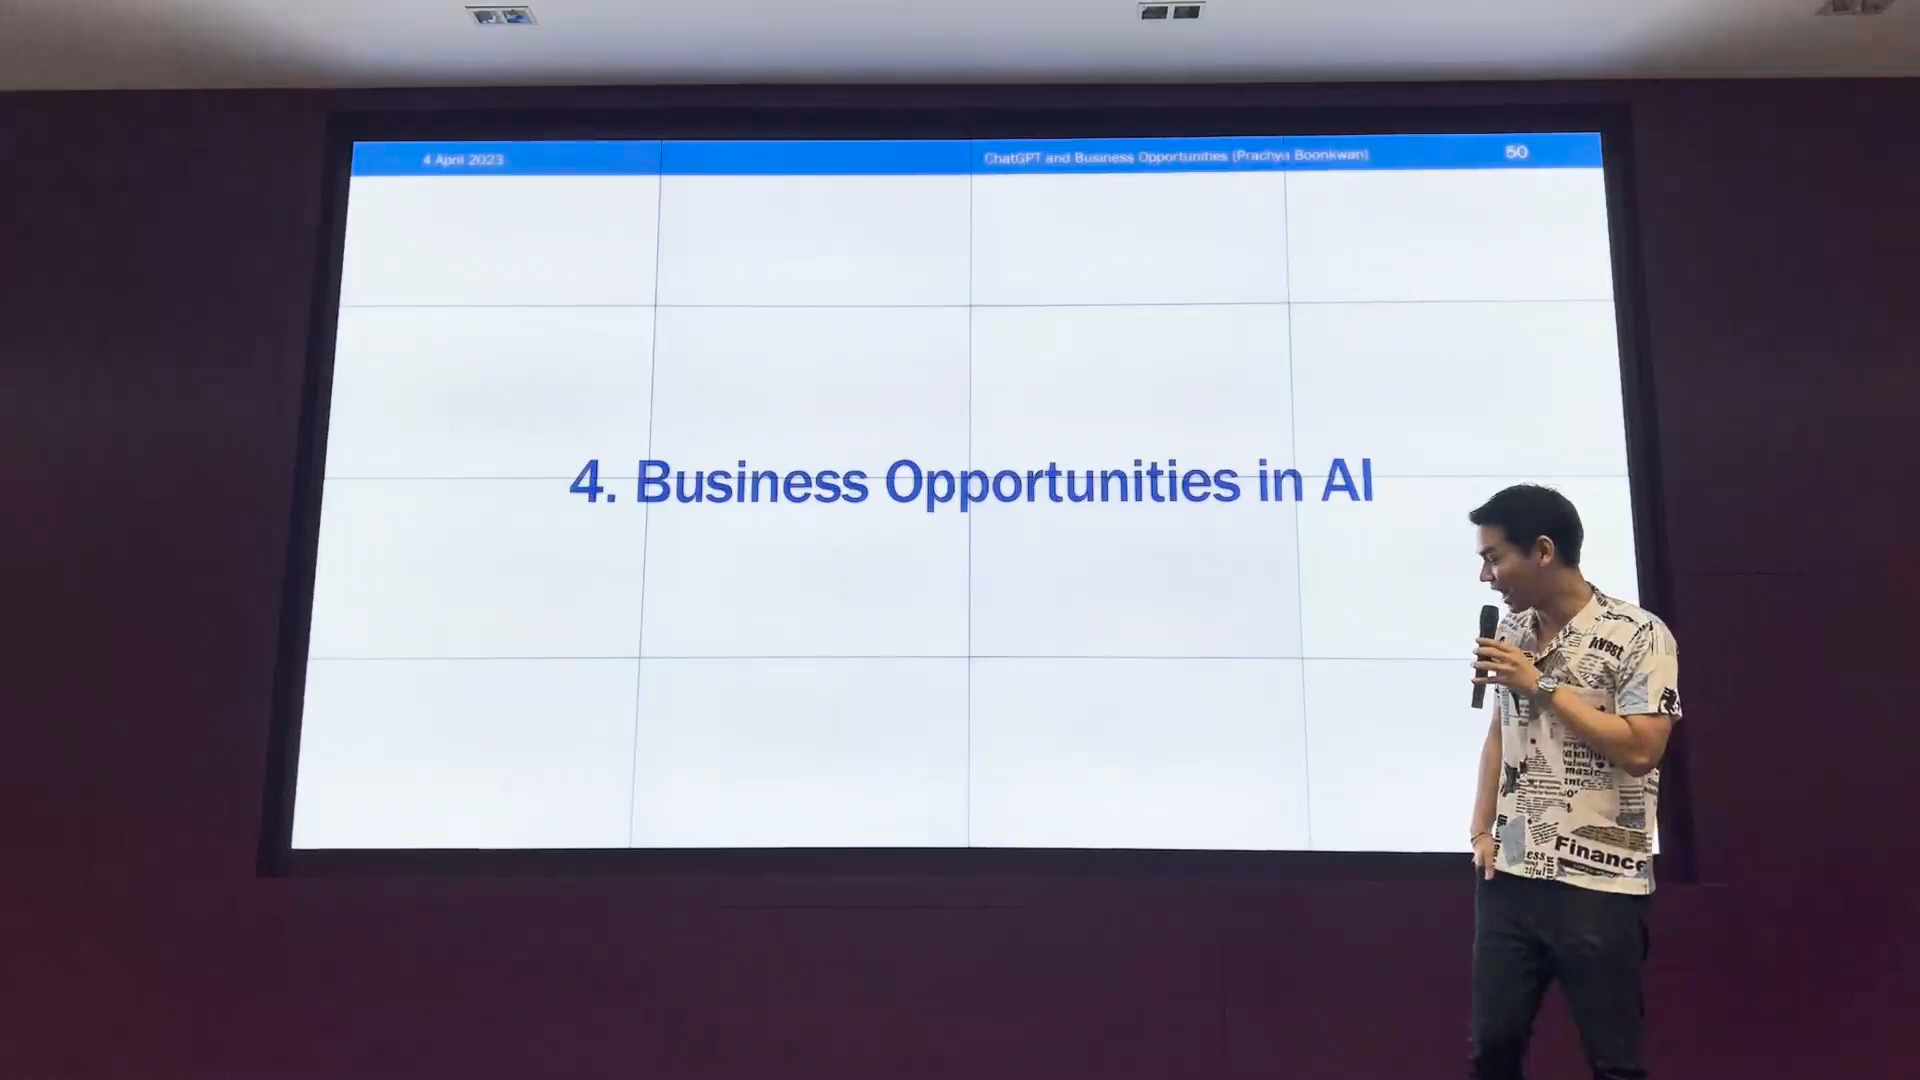 4 April 2023
ChatGPT and Business Opportunities (Prachya Boonkwan)
50
4. Business Opportunities in AI
Finance